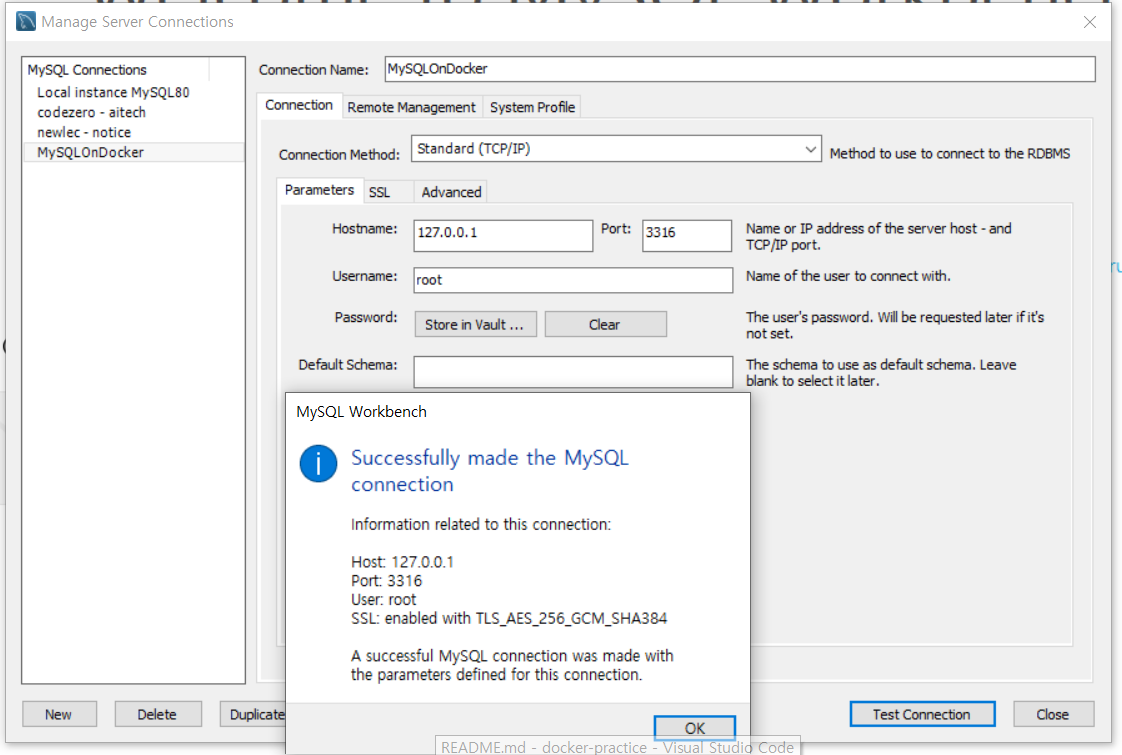 Manage Server Connections
MySQL Connections
Local instance MySQL80
codezero - aitech
newlec - notice
MySQLOnDocker
Connection Name: MySQLOnDocker
Connection Remote Management System Profile
Connection Method: Standard (TCP/IP) Method to use to connect to the RDBMS
Parameters SSL Advanced
Hostname: 127.0.0.1 Port: 3316 Name or IP address of the server host - and
TCP/IP port.
Username: root Name of the user to connect with.
Password: Store in Vault ... Clear The user's password. Will be requested later if it's
not set.
Default Schema: The schema to use as default schema. Leave
blank to select it later.
MySQL Workbench
Successfully made the MySQL
connection
Information related to this connection:
Host: 127.0.0.1
Port: 3316
User: root
SSL: enabled with TLS_AES_256_GCM_SHA384
A successful MySQL connection was made with
the parameters defined for this connection.
OK
New Delete Duplicate Test Connection Close
README.md - docker-practice - Visual Studio Code